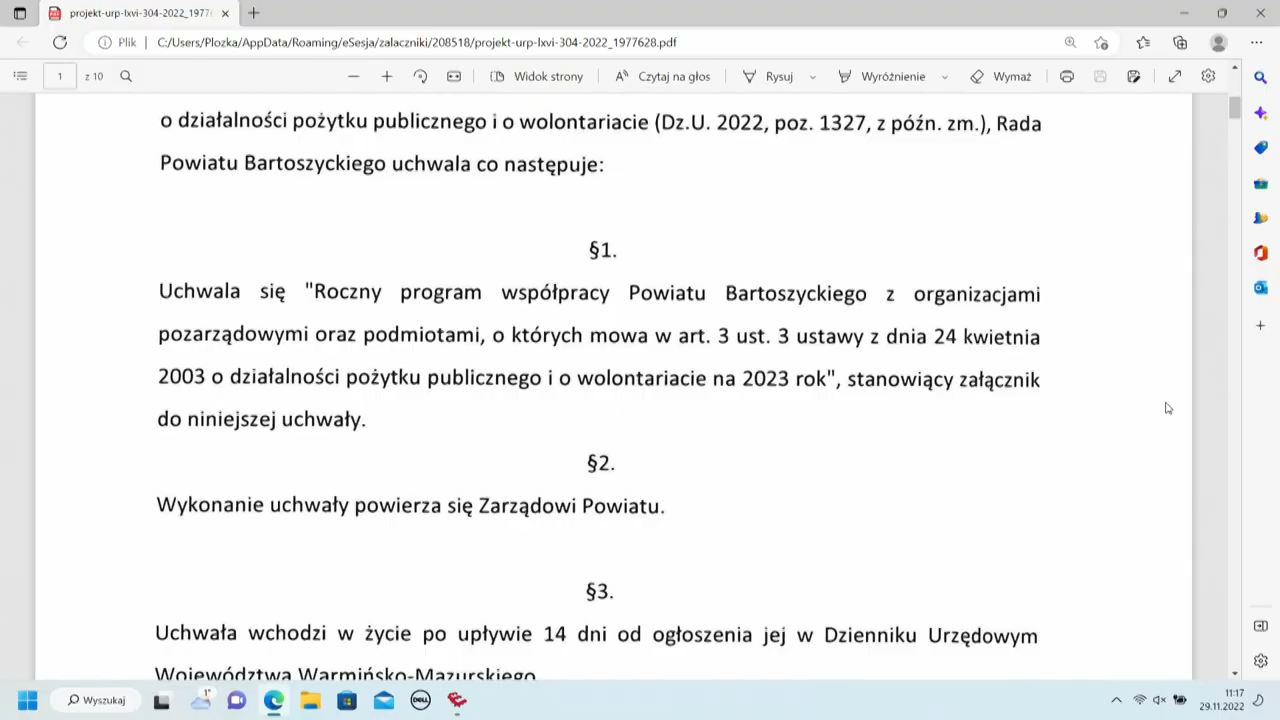 projekt-urp-lxvi-304-2022_1977
Plik
C:/Users/Plozka/AppData/Roaming/eSesja/zalaczniki/208518/projekt-urp-lxvi-304-2022_1977628.pdf
1 z 10 Widok strony Czytaj na głos Rysuj Wyróżnienie Wymaż
o działalności pożytku publicznego i o wolontariacie (Dz.U. 2022, poz. 1327, z późn. zm.), Rada
Powiatu Bartoszyckiego uchwala co następuje:
§1.
Uchwala się "Roczny program współpracy Powiatu Bartoszyckiego z organizacjami
pozarządowymi oraz podmiotami, o których mowa w art. 3 ust. 3 ustawy z dnia 24 kwietnia
2003 o działalności pożytku publicznego i o wolontariacie na 2023 rok", stanowiący załącznik
do niniejszej uchwały.
§2.
Wykonanie uchwały powierza się Zarządowi Powiatu.
§3.
Uchwała wchodzi w życie po upływie 14 dni od ogłoszenia jej w Dzienniku Urzędowym
Województwa Warmińsko-Mazurskiego
Wyszukaj
1°
DELL
11:17
29.11.2022